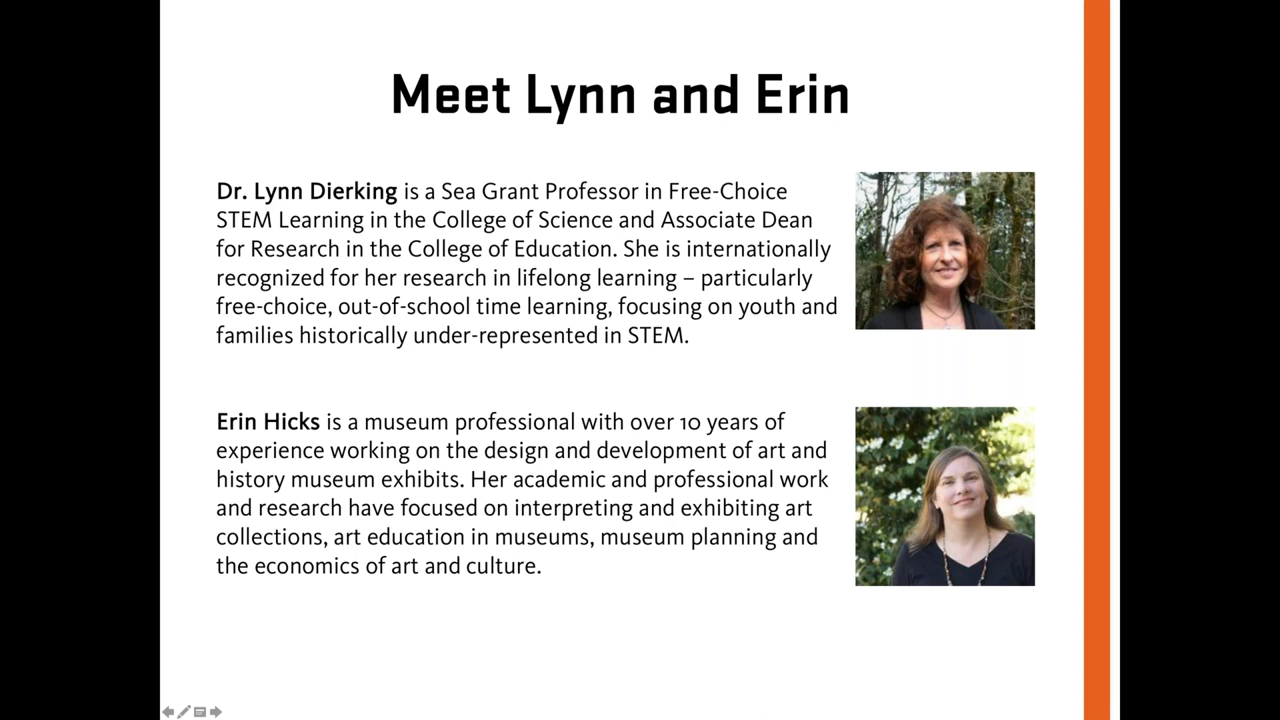 Meet Lynn and Erin
Dr. Lynn Dierking is a Sea Grant Professor in Free-Choice
STEM Learning in the College of Science and Associate Dean
for Research in the College of Education. She is internationally
recognized for her research in lifelong learning – particularly
free-choice, out-of-school time learning, focusing on youth and
families historically under-represented in STEM.
Erin Hicks is a museum professional with over 10 years of
experience working on the design and development of art and
history museum exhibits. Her academic and professional work
and research have focused on interpreting and exhibiting art
collections, art education in museums, museum planning and
the economics of art and culture.